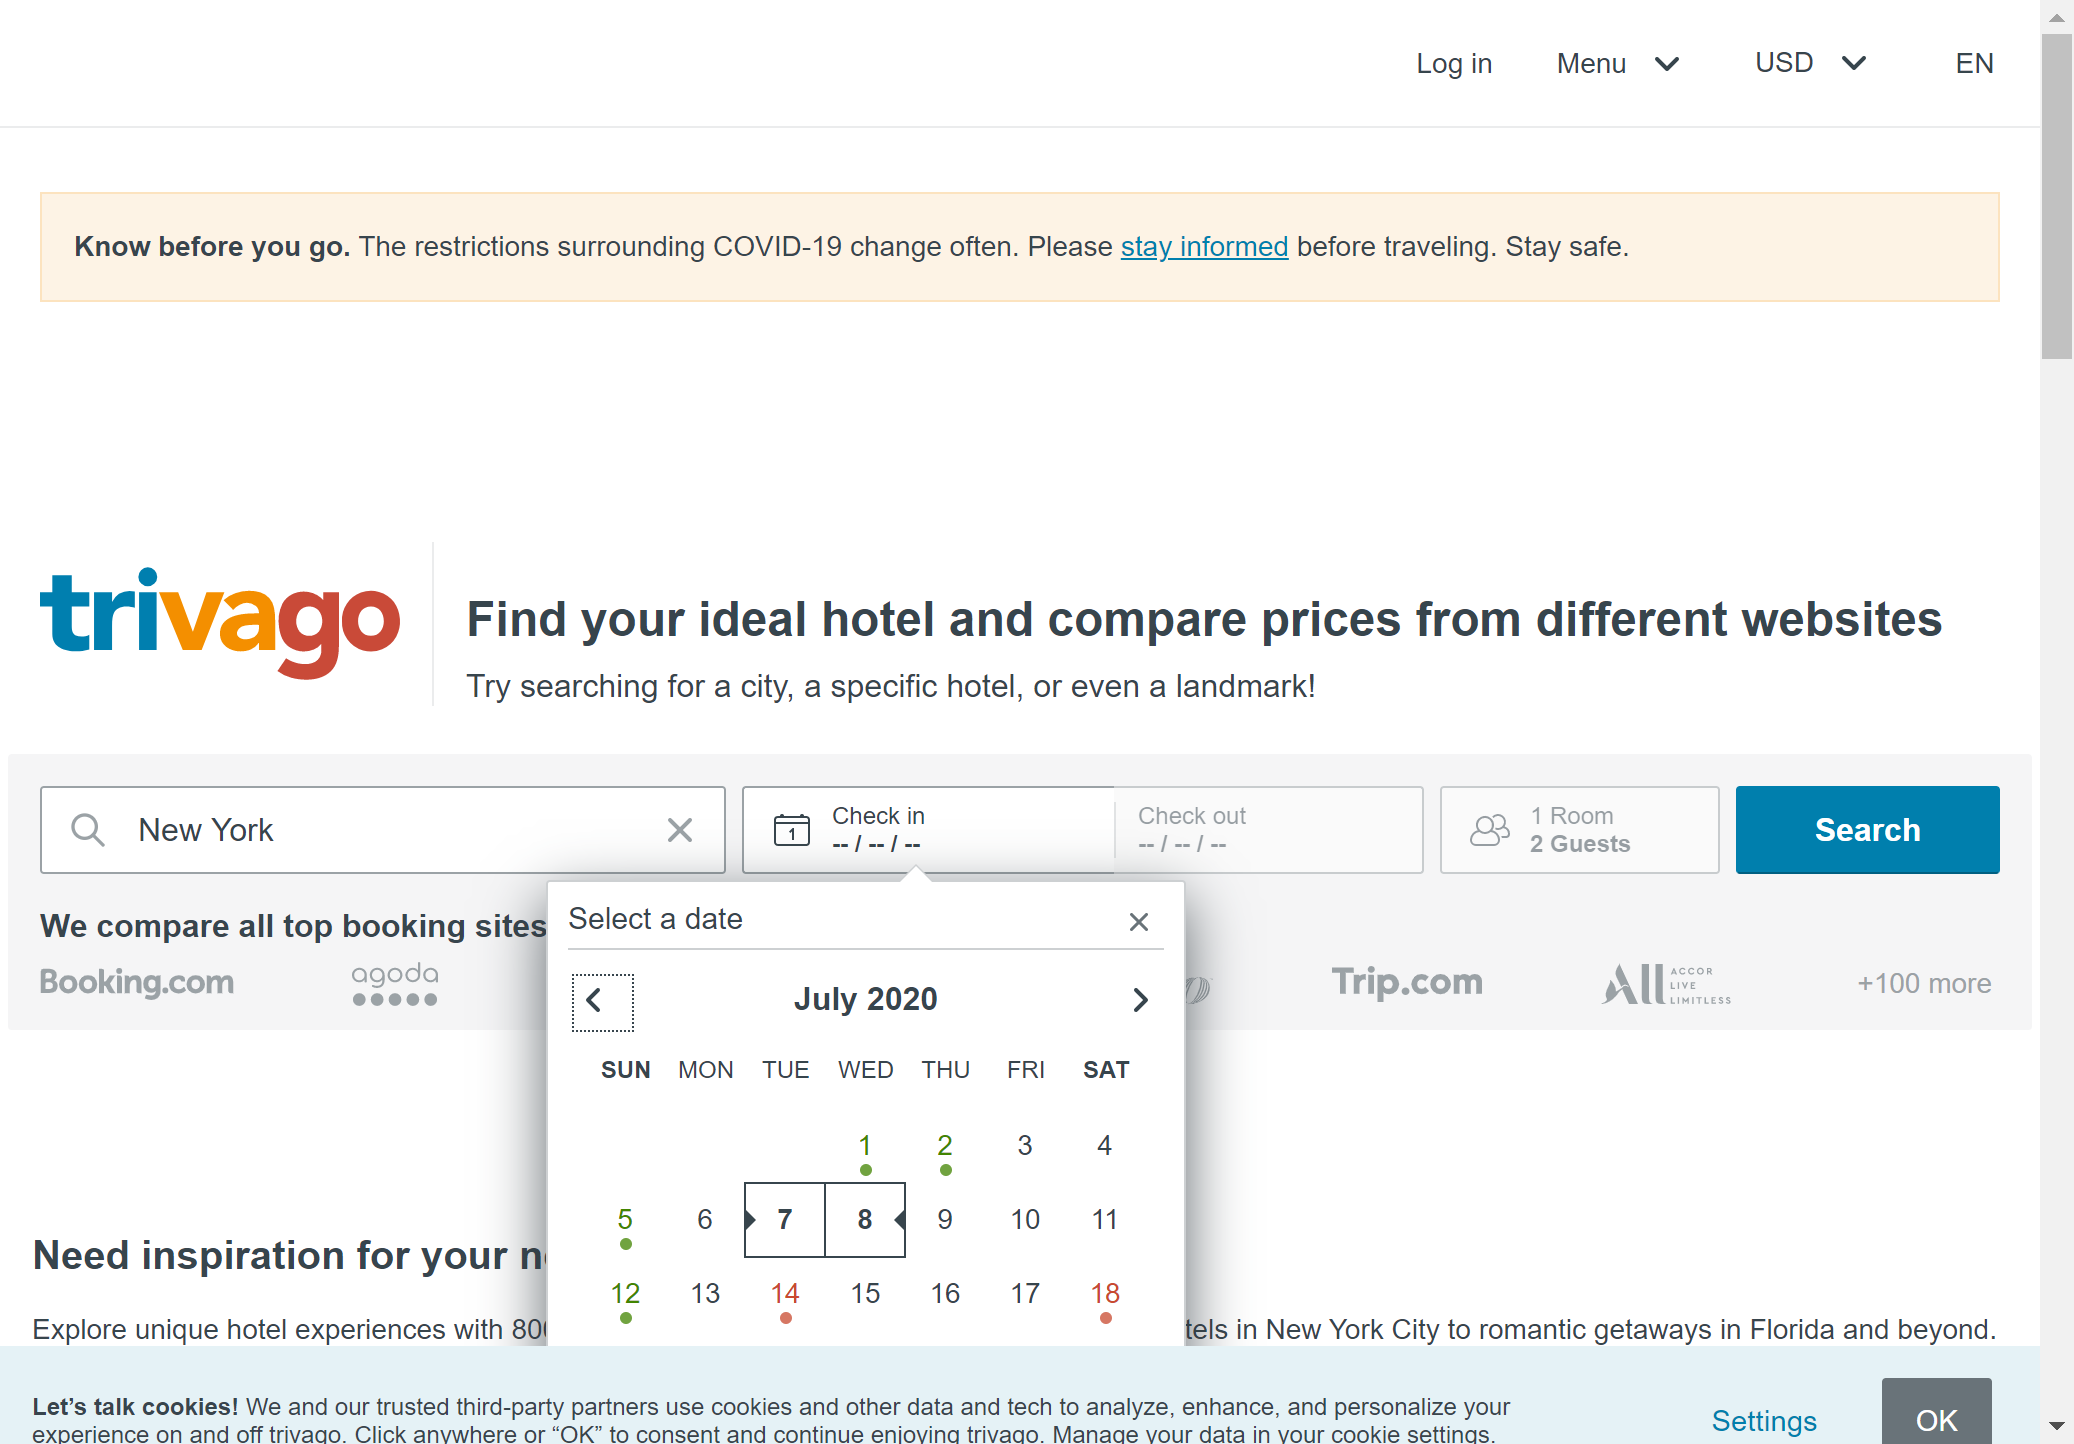 Log in Menu USD EN
Know before you go. The restrictions surrounding COVID-19 change often. Please stay informed before traveling. Stay safe.
trivago
Find your ideal hotel and compare prices from different websites
Try searching for a city, a specific hotel, or even a landmark!
New York
Check in
-- / -- / --
Check out
-- / -- / --
1 Room
2 Guests
Search
1
We compare all top booking sites
Booking.com
agoda
Trip.com
All ACCOR
LIVE
LIMITLESS
+100 more
Select a date
July 2020
SUN MON TUE WED THU FRI SAT
1 2 3 4
5 6 7 8 9 10 11
12 13 14 15 16 17 18
Need inspiration for your
Explore unique hotel experiences with
in New York City to romantic getaways in Florida and beyond.
Let's talk cookies! We and our trusted third-party partners use cookies and other data and tech to analyze, enhance, and personalize your
experience on and off trivago. Click anywhere or “OK” to consent and continue enjoying trivago. Manage your data in your cookie settings.
Settings
OK